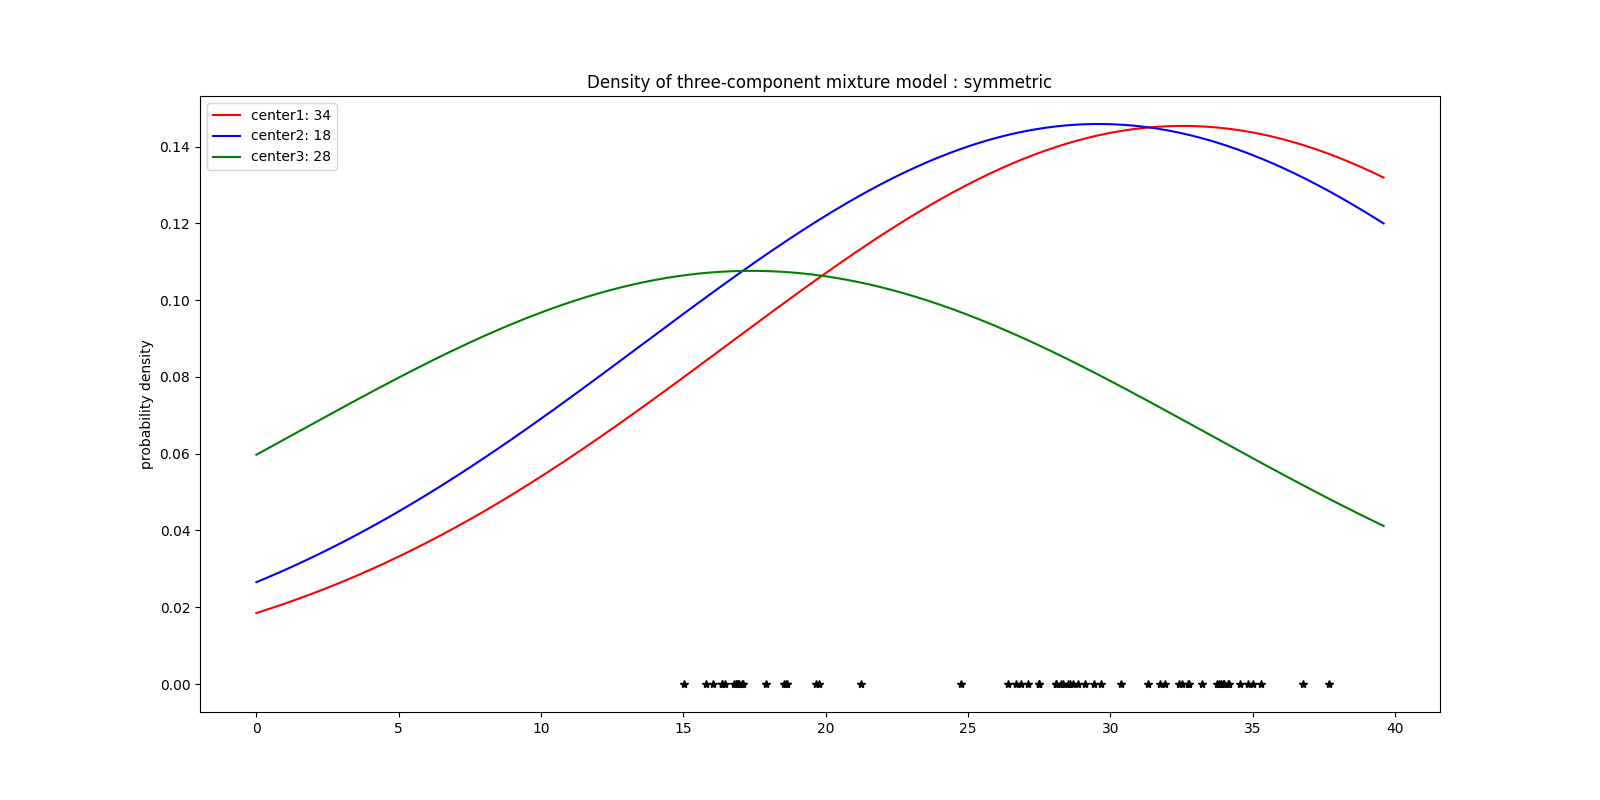 Density of three-component mixture model : symmetric
center1: 34
center2: 18
center3: 28
probability density
0.14
0.12
0.10
0.08
0.06
0.04
0.02
0.00
0 5 10 15 20 25 30 35 40